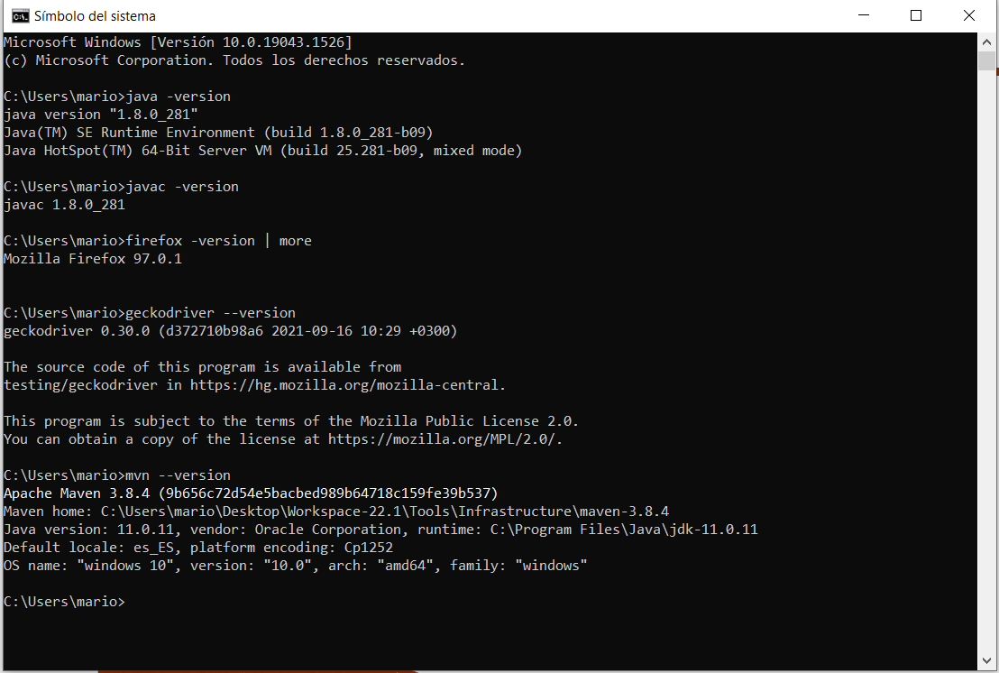 Símbolo del sistema
Microsoft Windows [Versión 10.0.19043.1526]
(c) Microsoft Corporation. Todos los derechos reservados.
C:\Users\mario>java -version
java version "1.8.0_281"
Java(TM) SE Runtime Environment (build 1.8.0_281-b09)
Java HotSpot(TM) 64-Bit Server VM (build 25.281-b09, mixed mode)
C:\Users\mario>javac -version
javac 1.8.0_281
C:\Users\mario>firefox -version | more
Mozilla Firefox 97.0.1
C:\Users\mario>geckodriver --version
geckodriver 0.30.0 (d372710b98a6 2021-09-16 10:29 +0300)
The source code of this program is available from
testing/geckodriver in https://hg.mozilla.org/mozilla-central.
This program is subject to the terms of the Mozilla Public License 2.0.
You can obtain a copy of the license at https://mozilla.org/MPL/2.0/.
C:\Users\mario>mvn --version
Apache Maven 3.8.4 (9b656c72d54e5bacbed989b64718c159fe39b537)
Maven home: C:\Users\mario\Desktop\Workspace-22.1\Tools\Infrastructure\maven-3.8.4
Java version: 11.0.11, vendor: Oracle Corporation, runtime: C:\Program Files\Java\jdk-11.0.11
Default locale: es_ES, platform encoding: Cp1252
OS name: "windows 10", version: "10.0", arch: "amd64", family: "windows"
C:\Users\mario>